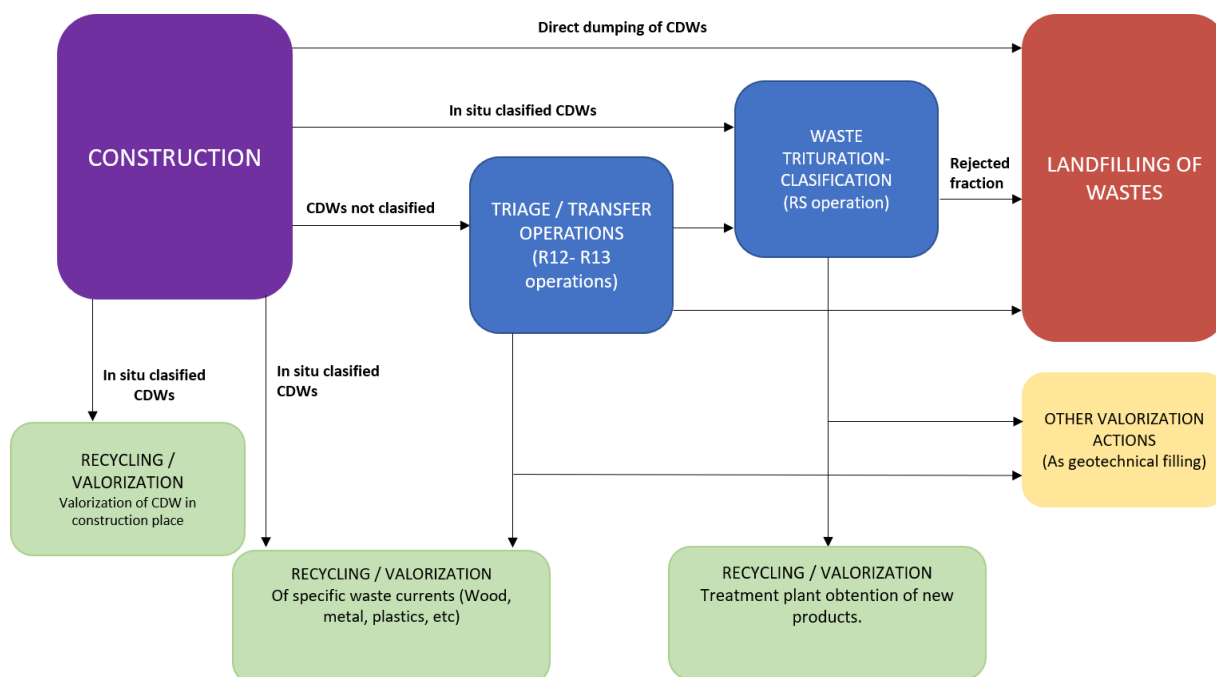 Direct dumping of CDWs
CONSTRUCTION
In situ clasified CDWs
WASTE
TRITURATION-
CLASIFICATION
(RS operation)
Rejected
fraction
LANDFILLING OF
WASTES
CDWs not clasified
TRIAGE / TRANSFER
OPERATIONS
(R12- R13
operations)
In situ clasified
CDWs
In situ clasified
CDWs
OTHER VALORIZATION
ACTIONS
(As geotechnical filling)
RECYCLING /
VALORIZATION
Valorization of CDW in
construction place
RECYCLING / VALORIZATION
Of specific waste currents (Wood,
metal, plastics, etc)
RECYCLING / VALORIZATION
Treatment plant obtention of new
products.